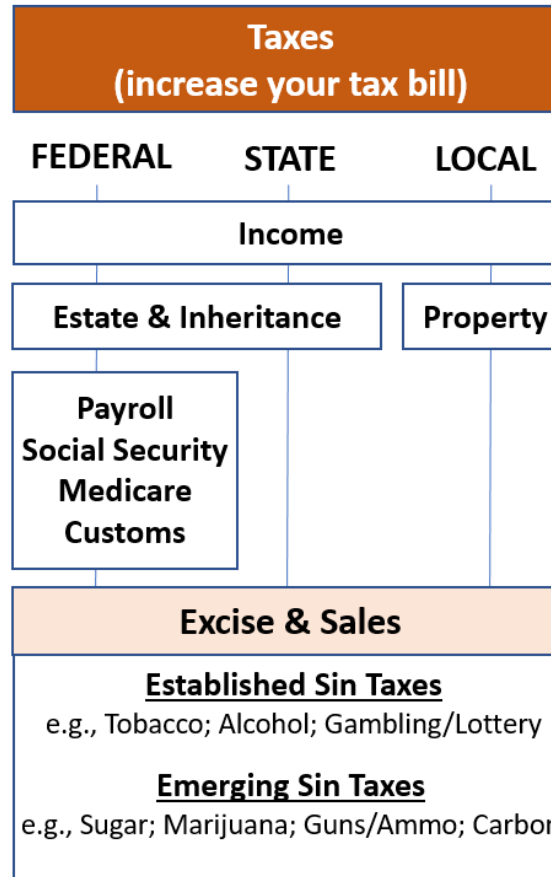 Taxes
(increase your tax bill)
FEDERAL STATE LOCAL
Income
Estate & Inheritance Property
Payroll
Social Security
Medicare
Customs
Excise & Sales
Established Sin Taxes
e.g., Tobacco; Alcohol; Gambling/Lottery
Emerging Sin Taxes
e.g., Sugar; Marijuana; Guns/Ammo; Carbon